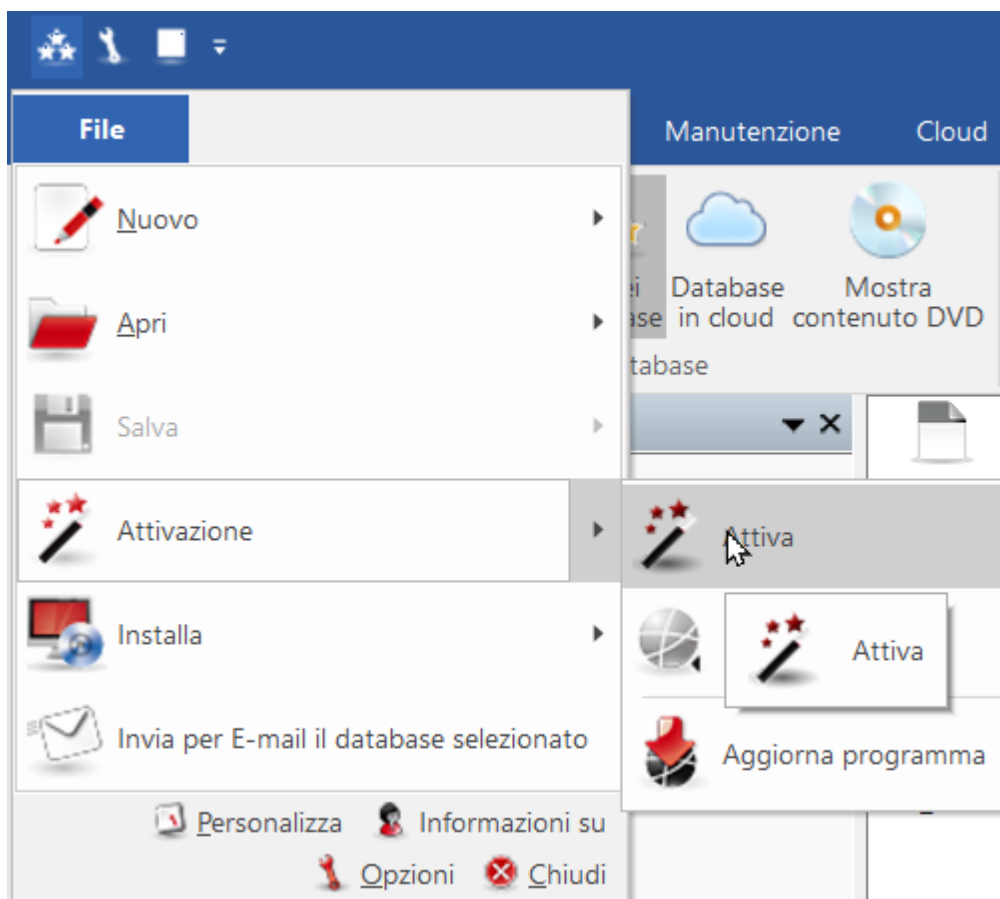 File
Manutenzione
Cloud
Nuovo
Apri
Salva
Attivazione
Installa
Invia per E-mail il database selezionato
Personalizza
Informazioni su
Opzioni
Chiudi
Database
in cloud
Mostra
contenuto DVD
Attiva
Attiva
Aggiorna programma